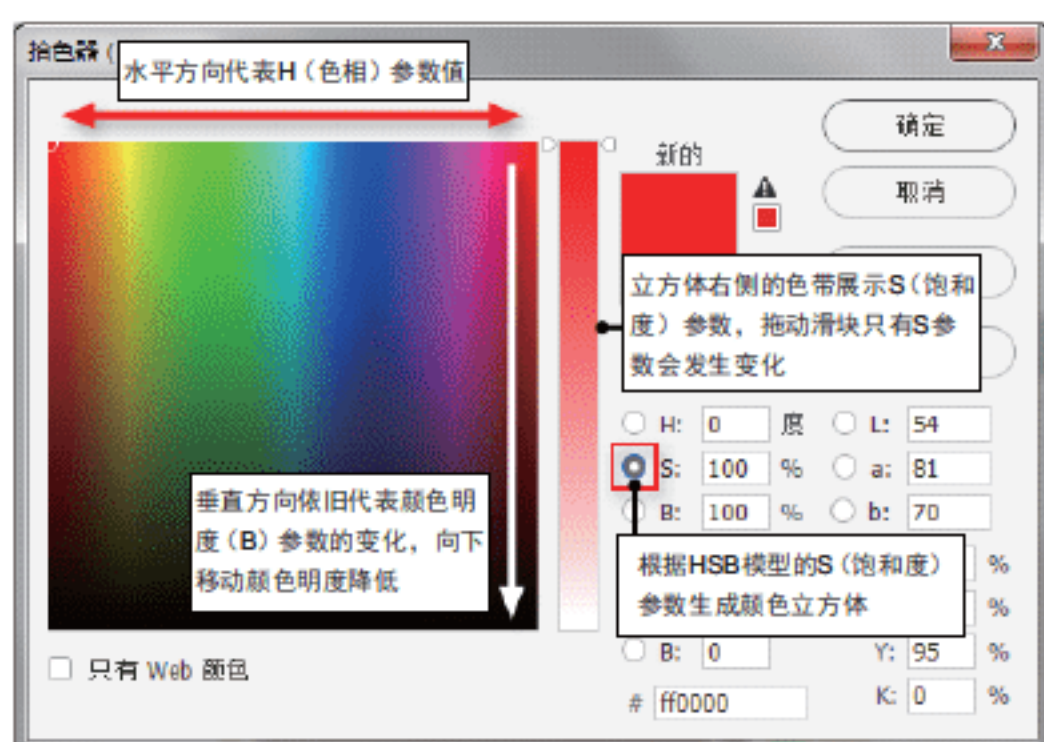 拾色器（
水平方向代表H（色相）参数值
确定
新的
取消
立方体右侧的色带展示S（饱和
度）参数，拖动滑块只有S参
数会发生变化
H: 0 度 L: 54
S: 100 % a: 81
B: 100 % b: 70
垂直方向依旧代表颜色明
度（B）参数的变化，向下
移动颜色明度降低
根据HSB模型的S（饱和度）
参数生成颜色立方体
%
%
B: 0 Y: 95 %
只有 Web 颜色
# ff0000 K: 0 %